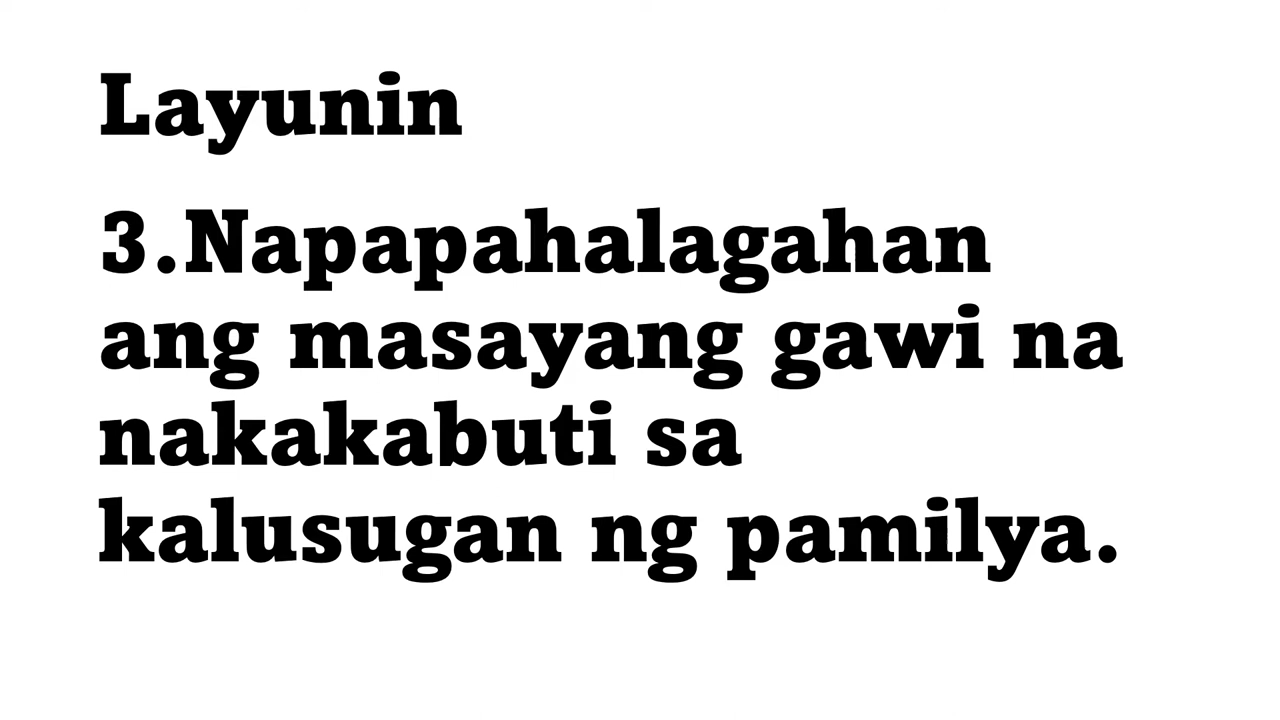 Layunin
3.Napapahalagahan
ang masayang gawi na
nakakabuti sa
kalusugan ng pamilya.